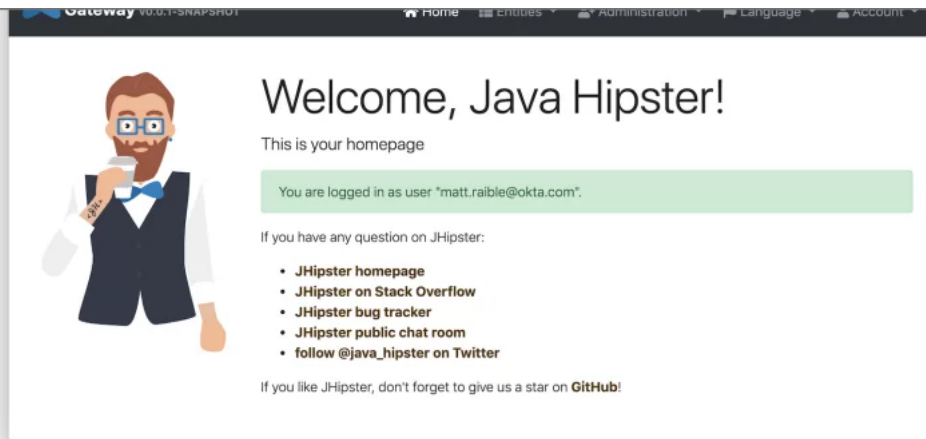 Gateway v0.0.1-SNAPSHOT Home Entities Administration Language Account
Welcome, Java Hipster!
This is your homepage
You are logged in as user "matt.raible@okta.com".
If you have any question on JHipster:
• JHipster homepage
• JHipster on Stack Overflow
• JHipster bug tracker
• JHipster public chat room
• follow @java_hipster on Twitter
If you like JHipster, don't forget to give us a star on GitHub!